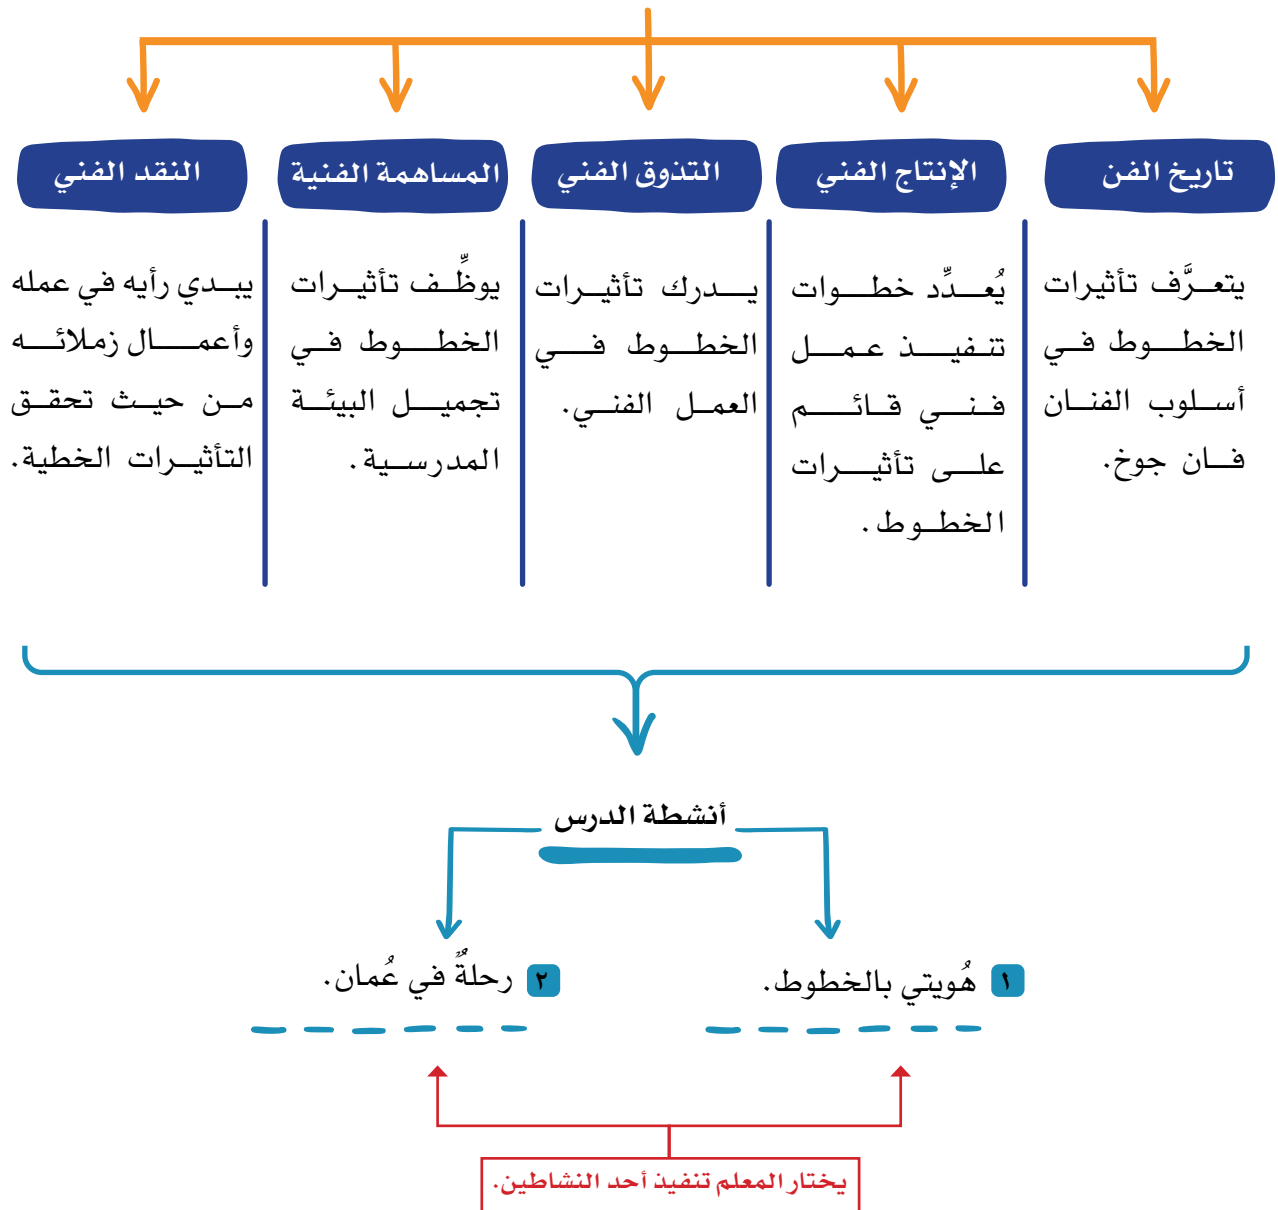 تاريخ الفن
يتعرَّف تأثيرات
الخطوط في
أسلوب الفنان
فان جوخ.
الإنتاج الفني
يُعدِّد خطوات
تنفيذ عمل
فني قائم
على تأثيرات
الخطوط.
التذوق الفني
يدرك تأثيرات
الخطوط في
العمل الفني.
المساهمة الفنية
يوظِّف تأثيرات
الخطوط في
تجميل البيئة
المدرسية.
النقد الفني
يبدي رأيه في عمله
وأعمال زملائه
من حيث تحقق
التأثيرات الخطية.
أنشطة الدرس
١ هُويتي بالخطوط.
٢ رحلةٌ في عُمان.
يختار المعلم تنفيذ أحد النشاطين.